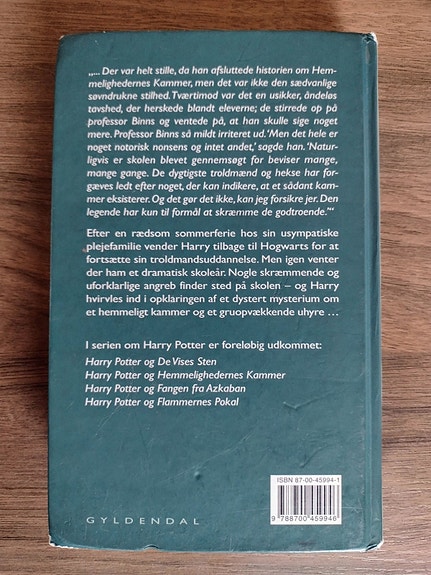 „... Der var helt stille, da han afsluttede historien om Hem-
melighedernes Kammer, men det var ikke den sædvanlige
søvndrukne stilhed. Tværtimod var det en usikker, åndeløs
tavshed, der herskede blandt eleverne; de stirrede op på
professor Binns og ventede på, at han skulle sige noget
mere. Professor Binns så mildt irriteret ud. ‘Men det hele er
noget notorisk nonsens og intet andet,’ sagde han. ‘Natur-
ligvis er skolen blevet gennemsøgt for beviser mange,
mange gange. De dygtigste troldmænd og hekse har for-
gæves ledt efter noget, der kan indikere, at et sådant kam-
mer eksisterer. Og det gør det ikke, kan jeg forsikre jer. Den
legende har kun til formål at skræmme de godtroende.’“
Efter en rædsom sommerferie hos sin usympatiske
plejefamilie vender Harry tilbage til Hogwarts for at
fortsætte sin troldmandsuddannelse. Men igen venter
der ham et dramatisk skoleår. Nogle skræmmende og
uforklarlige angreb finder sted på skolen – og Harry
hvirvles ind i opklaringen af et dystert mysterium om
et hemmeligt kammer og et gruopvækkende uhyre ...
I serien om Harry Potter er foreløbig udkommet:
Harry Potter og De Vises Sten
Harry Potter og Hemmelighedernes Kammer
Harry Potter og Fangen fra Azkaban
Harry Potter og Flammernes Pokal
ISBN 87-00-45994-1
9 788700 459946
GYLDENDAL